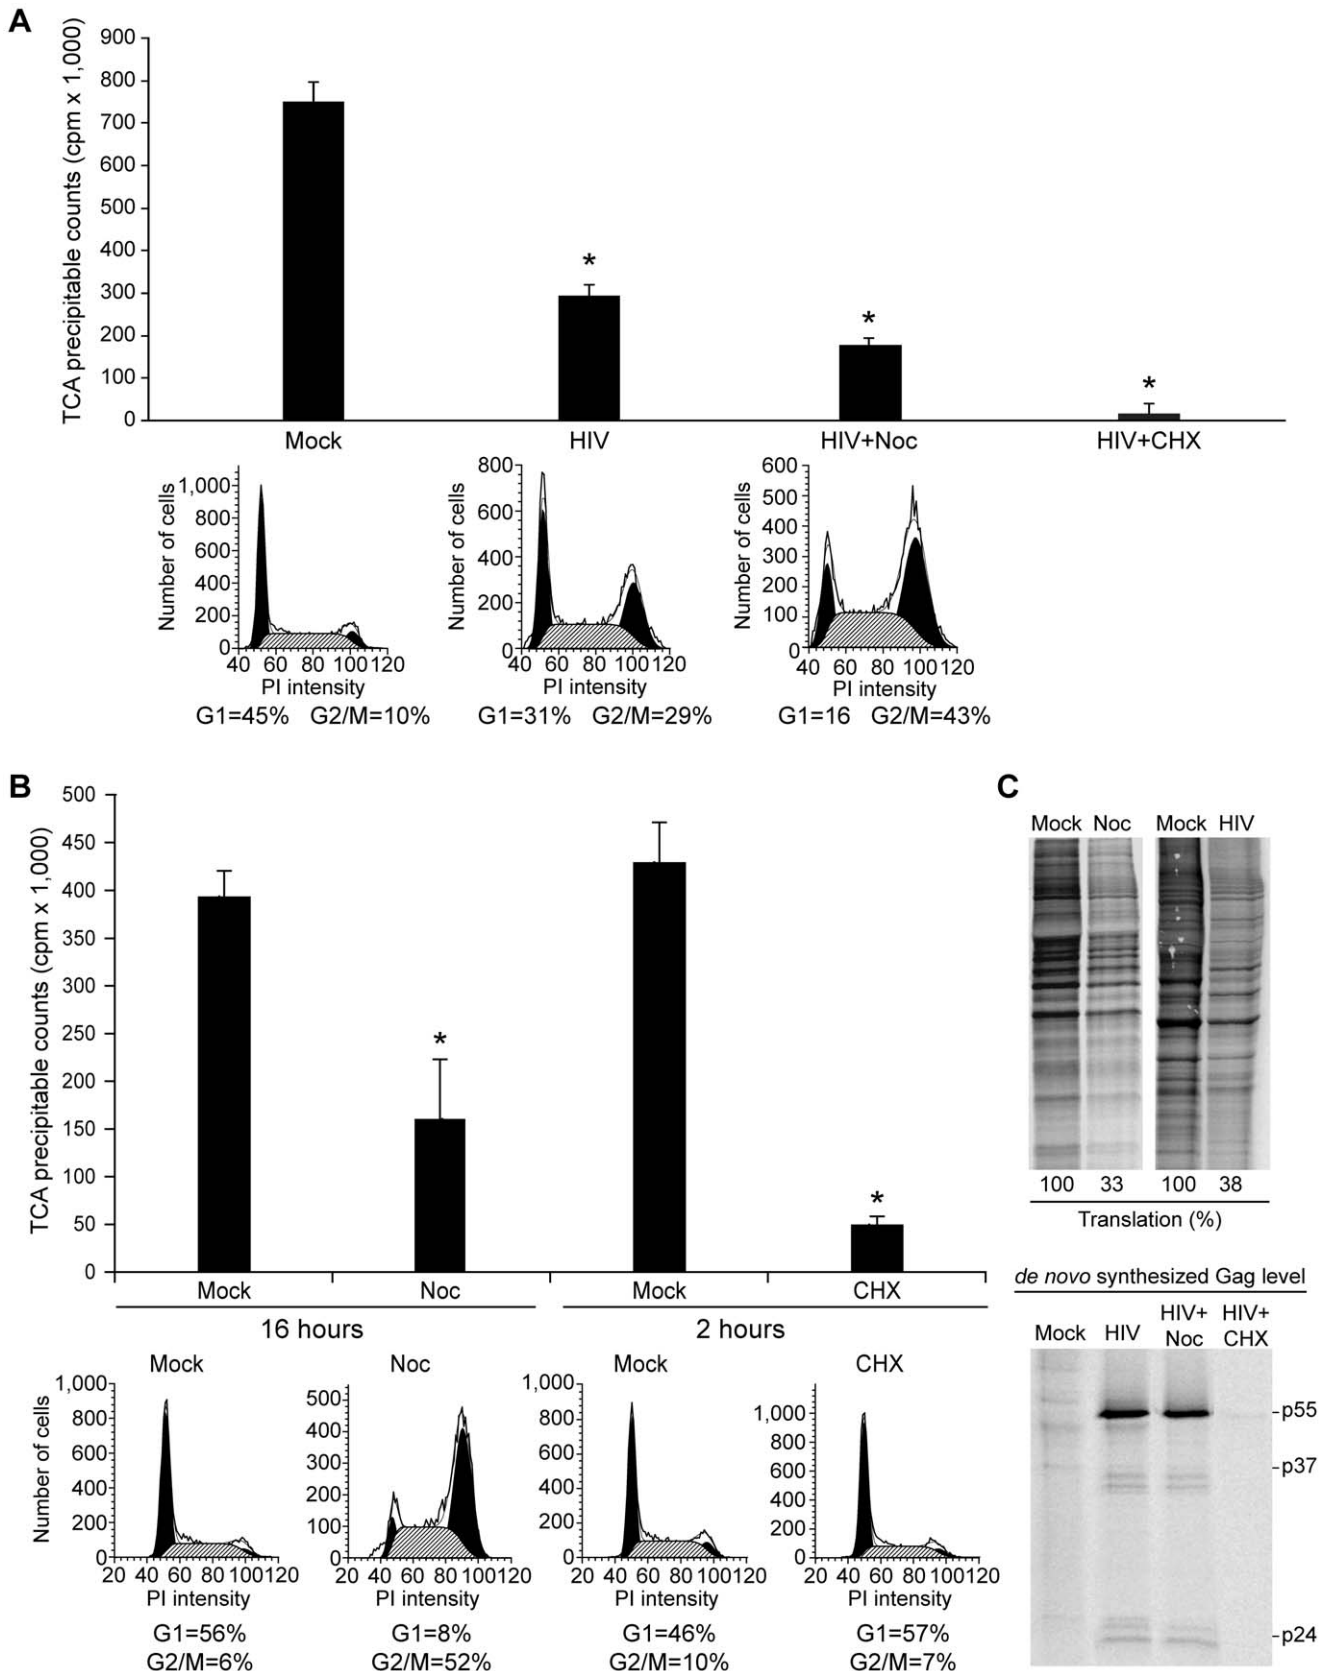 A
TCA precipitable counts (cpm x 1,000)
900
800
700
600
500
400
300
200
100
0
*
*
*
Mock HIV HIV+Noc HIV+CHX
Number of cells
1,000
800
600
400
200
0
40 60 80 100 120
PI intensity
G1=45% G2/M=10%
Number of cells
800
600
400
200
0
40 60 80 100 120
PI intensity
G1=31% G2/M=29%
Number of cells
600
500
400
300
200
100
0
40 60 80 100 120
PI intensity
G1=16 G2/M=43%
B
TCA precipitable counts (cpm x 1,000)
500
450
400
350
300
250
200
150
100
50
0
*
*
Mock Noc Mock CHX
16 hours 2 hours
Mock
Number of cells
1,000
800
600
400
200
0
20 40 60 80 100 120
PI intensity
G1=56%
G2/M=6%
Noc
500
400
300
200
100
0
20 40 60 80 100 120
PI intensity
G1=8%
G2/M=52%
Mock
1,000
800
600
400
200
0
20 40 60 80 100 120
PI intensity
G1=46%
G2/M=10%
CHX
1,000
800
600
400
200
0
20 40 60 80 100 120
PI intensity
G1=57%
G2/M=7%
C
Mock Noc Mock HIV
100 33 100 38
Translation (%)
de novo synthesized Gag level
Mock HIV HIV+ Noc HIV+ CHX
-p55
-p37
-p24